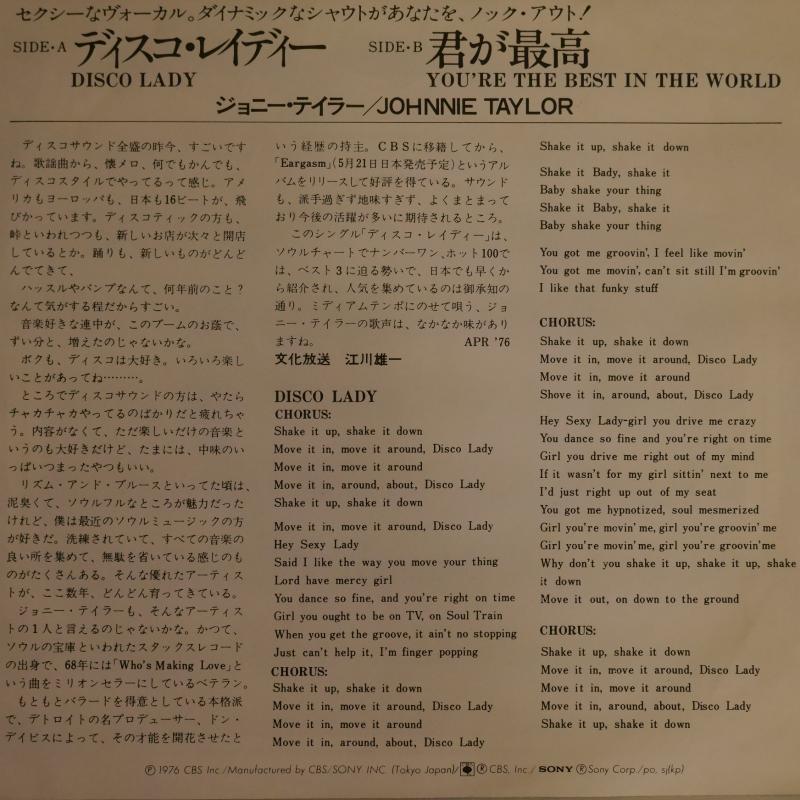 セクシーなヴォーカル。ダイナミックなシャウトがあなたを、ノック・アウト!
SIDE・A ディスコ・レイディー
DISCO LADY
SIDE・B 君が最高
YOU'RE THE BEST IN THE WORLD
ジョニー・テイラー/JOHNNIE TAYLOR
ディスコサウンド全盛の昨今、すごいです
ね。歌謡曲から、懐メロ、何でもかんでも、
ディスコスタイルでやってるって感じ。アメ
リカもヨーロッパも、日本も16ビートが、飛
びかっています。ディスコティックの方も、
峠といわれつつも、新しいお店が次々と開店
しているとか。踊りも、新しいものがどんど
んでてきて、
ハッスルやバンプなんて、何年前のこと?
なんて気がする程だからすごい。
音楽好きな連中が、このブームのお蔭で、
ずい分と、増えたのじゃないかな。
ボクも、ディスコは大好き。いろいろ楽し
いことがあってね………。
ところでディスコサウンドの方は、やたら
チャカチャカやってるのばかりだと疲れちゃ
う。内容がなくて、ただ楽しいだけの音楽と
いうのも大好きだけど、たまには、中味のい
っぱいつまったやつもいい。
リズム・アンド・ブルースといってた頃は、
泥臭くて、ソウルフルなところが魅力だった
けれど、僕は最近のソウルミュージックの方
が好きだ。洗練されていて、すべての音楽の
良い所を集めて、無駄を省いている感じのも
のがたくさんある。そんな優れたアーティス
トが、ここ数年、どんどん育ってきている。
ジョニー・テイラーも、そんなアーティス
トの1人と言えるのじゃないかな。かつて、
ソウルの宝庫といわれたスタックスレコード
の出身で、68年には「Who's Making Love」と
いう曲をミリオンセラーにしているベテラン。
もともとバラードを得意としている本格派
で、デトロイトの名プロデューサー、ドン・
デイビスによって、その才能を開花させたと
いう経歴の持主。CBSに移籍してから、
「Eargasm」(5月21日日本発売予定)というアル
バムをリリースして好評を得ている。サウンド
も、派手過ぎず地味すぎず、よくまとまって
おり今後の活躍が多いに期待されるところ。
このシングル「ディスコ・レイディー」は、
ソウルチャートでナンバーワン、ホット100で
は、ベスト3に迫る勢いで、日本でも早くか
ら紹介され、人気を集めているのは御承知の
通り。ミディアムテンポにのせて唄う、ジョ
ニー・テイラーの歌声は、なかなか味があり
ますね。 APR '76
文化放送 江川雄一
DISCO LADY
CHORUS:
Shake it up, shake it down
Move it in, move it around, Disco Lady
Move it in, move it around
Move it in, around, about, Disco Lady
Shake it up, shake it down
Move it in, move it around, Disco Lady
Hey Sexy Lady
Said I like the way you move your thing
Lord have mercy girl
You dance so fine, and you're right on time
Girl you ought to be on TV, on Soul Train
When you get the groove, it ain't no stopping
Just can't help it, I'm finger popping
CHORUS:
Shake it up, shake it down
Move it in, move it around, Disco Lady
Move it in, move it around
Move it in, around, about, Disco Lady
Shake it up, shake it down
Shake it Bady, shake it
Baby shake your thing
Shake it Baby, shake it
Baby shake your thing
You got me groovin', I feel like movin'
You got me movin', can't sit still I'm groovin'
I like that funky stuff
CHORUS:
Shake it up, shake it down
Move it in, move it around, Disco Lady
Move it in, move it around
Shove it in, around, about, Disco Lady
Hey Sexy Lady-girl you drive me crazy
You dance so fine and you're right on time
Girl you drive me right out of my mind
If it wasn't for my girl sittin' next to me
I'd just right up out of my seat
You got me hypnotized, soul mesmerized
Girl you're movin' me, girl you're groovin' me
Girl you're movin' me, girl you're groovin'me
Why don't you shake it up, shake it up, shake
it down
Move it out, on down to the ground
CHORUS:
Shake it up, shake it down
Move it in, move it around, Disco Lady
Move it in, move it around
Move it in, around, about, Disco Lady
Shake it up, shake it down
Ⓟ1976 CBS Inc./Manufactured by CBS/SONY INC. (Tokyo Japan)/ ®CBS, Inc./ SONY ®Sony Corp./po, sj(kp)